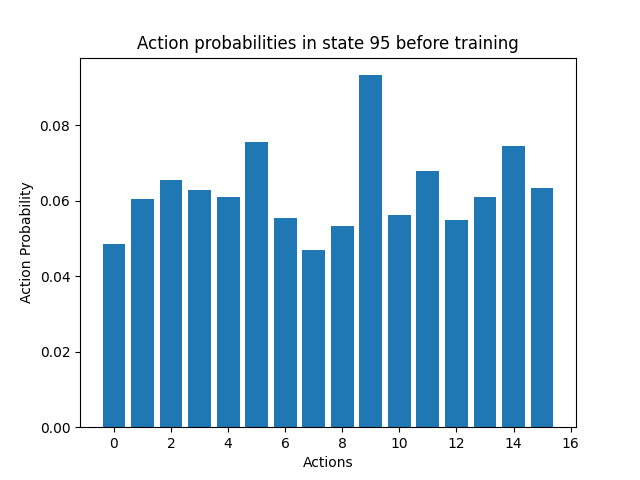 Action probabilities in state 95 before training
Action Probability
0.08
0.06
0.04
0.02
0.00
0 2 4 6 8 10 12 14 16
Actions